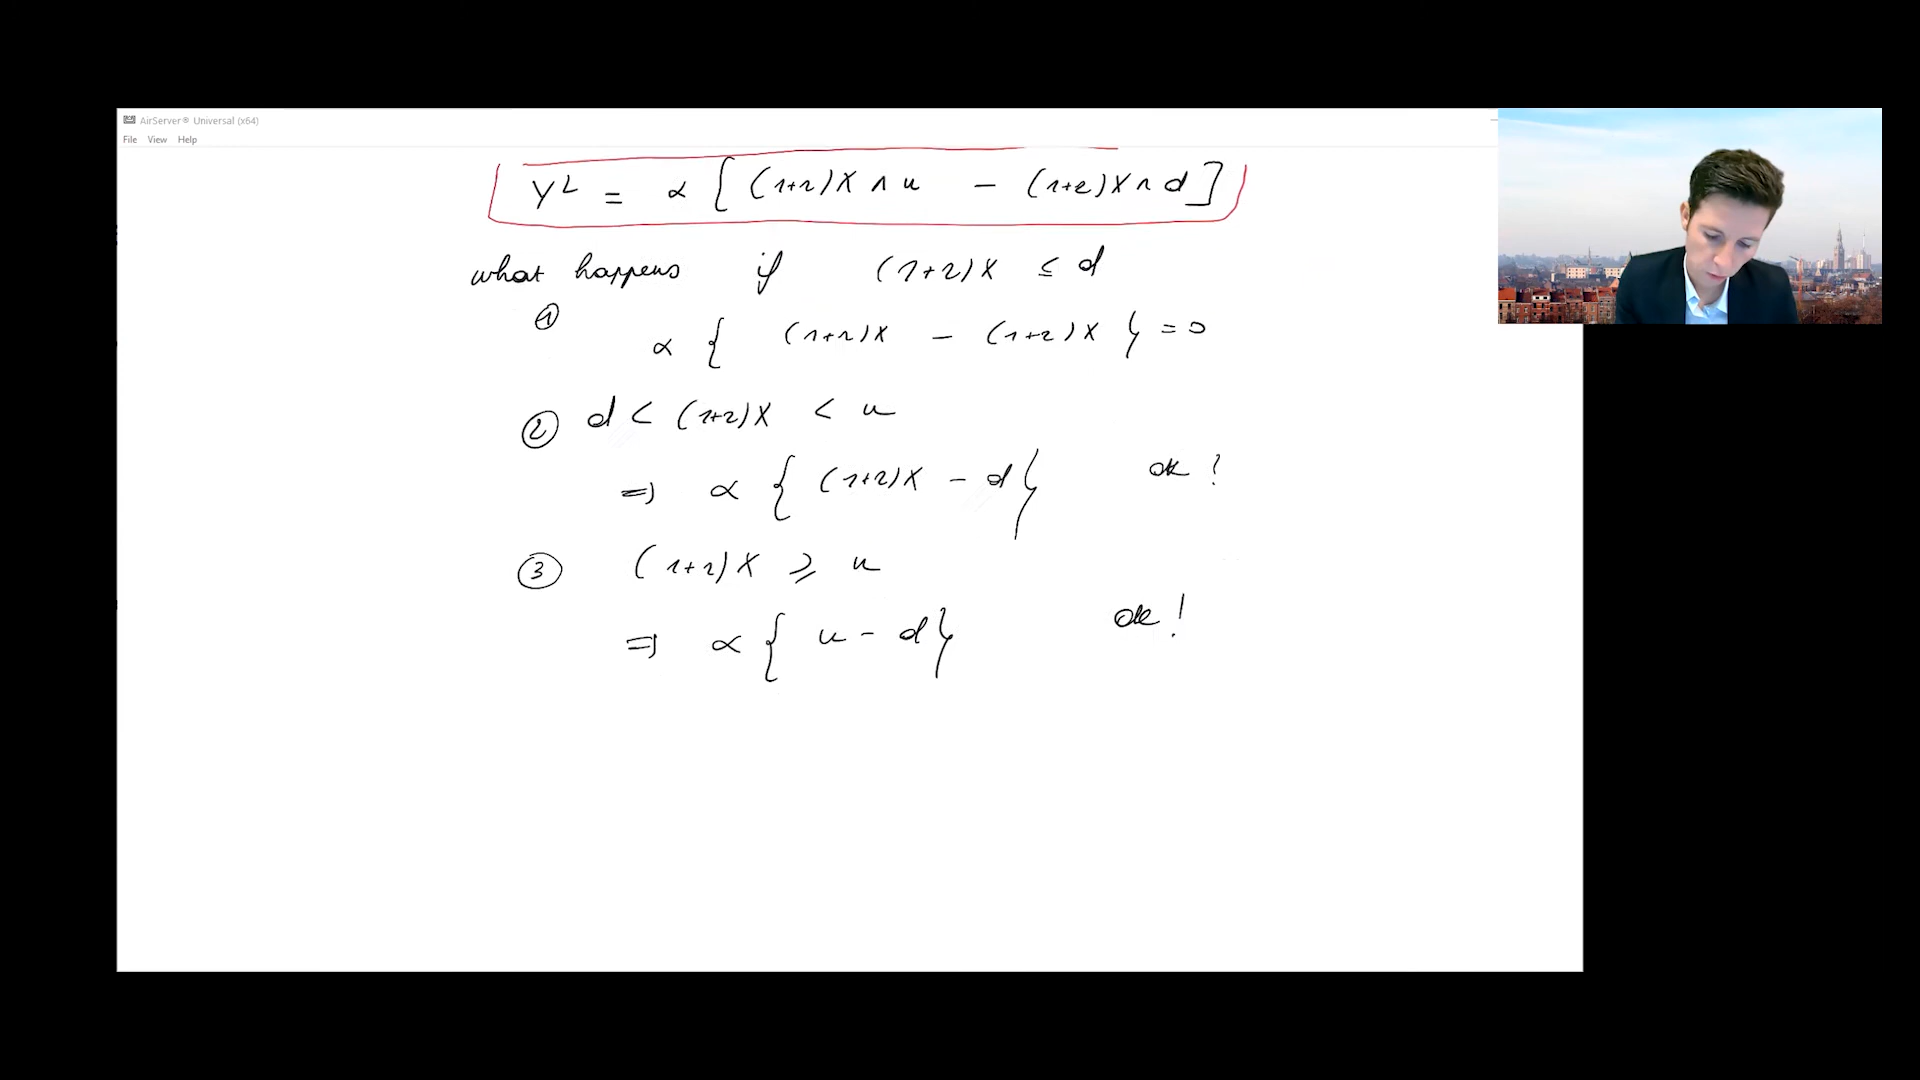 AirServer® Universal (x64)
File View Help
Y^L = α [ (1+r)X ∧ u − (1+r)X ∧ d ]
what happens if (1+r)X ≤ d
① α { (1+r)X − (1+r)X } = 0
② d < (1+r)X < u
⇒ α { (1+r)X − d } ok !
③ (1+r)X ≥ u
⇒ α { u − d } ok !